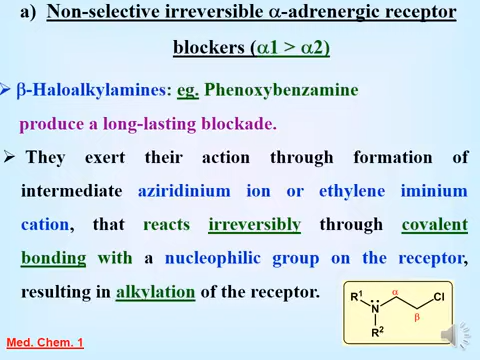 a) Non-selective irreversible α-adrenergic receptor
blockers (α1 > α2)
➢ β-Haloalkylamines: eg. Phenoxybenzamine
produce a long-lasting blockade.
➢ They exert their action through formation of
intermediate aziridinium ion or ethylene iminium
cation, that reacts irreversibly through covalent
bonding with a nucleophilic group on the receptor,
resulting in alkylation of the receptor.
R¹ N R² α β Cl
Med. Chem. 1